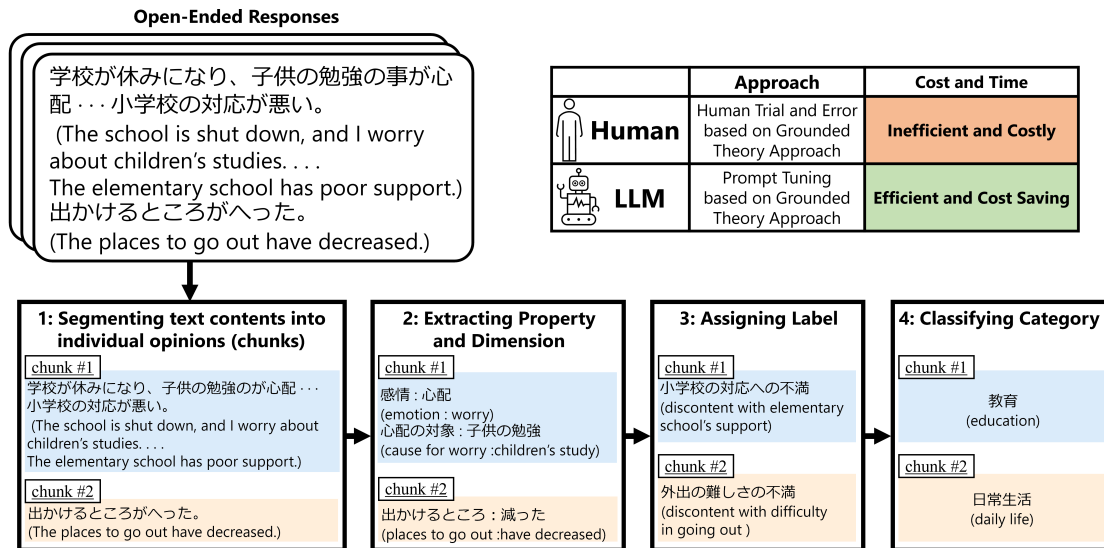 Open-Ended Responses
学校が休みになり、子供の勉強の事が心
配・・・小学校の対応が悪い。
(The school is shut down, and I worry
about children's studies. . . .
The elementary school has poor support.)
出かけるところがへった。
(The places to go out have decreased.)
Approach
Cost and Time
Human
Human Trial and Error
based on Grounded
Theory Approach
Inefficient and Costly
LLM
Prompt Tuning
based on Grounded
Theory Approach
Efficient and Cost Saving
1: Segmenting text contents into
individual opinions (chunks)
chunk #1
学校が休みになり、子供の勉強のが心配・・・
小学校の対応が悪い。
(The school is shut down, and I worry about
children's studies. . . .
The elementary school has poor support.)
chunk #2
出かけるところがへった。
(The places to go out have decreased.)
2: Extracting Property
and Dimension
chunk #1
感情 : 心配
(emotion : worry)
心配の対象 : 子供の勉強
(cause for worry :children's study)
chunk #2
出かけるところ : 減った
(places to go out :have decreased)
3: Assigning Label
chunk #1
小学校の対応への不満
(discontent with elementary
school's support)
chunk #2
外出の難しさの不満
(discontent with difficulty
in going out )
4: Classifying Category
chunk #1
教育
(education)
chunk #2
日常生活
(daily life)